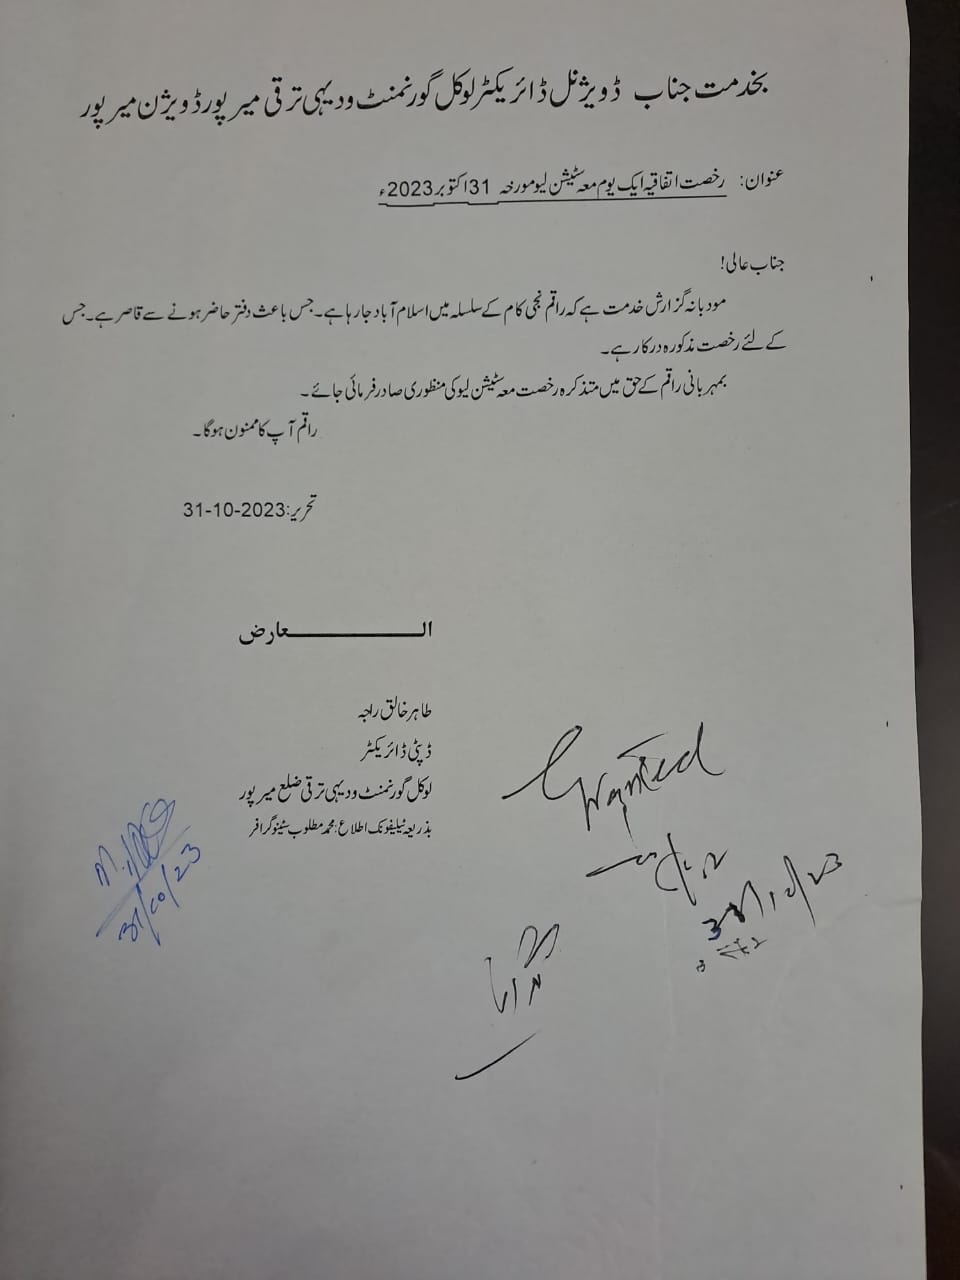 بخدمت جناب ڈویژنل ڈائریکٹر لوکل گورنمنٹ و دیہی ترقی میرپور ڈویژن میرپور
عنوان: رخصت اتفاقیہ ایک یوم معہ سٹیشن لیو مورخہ 31 اکتوبر 2023ء
جناب عالی!
مودبانہ گزارش خدمت ہے کہ راقم نجی کام کے سلسلہ میں اسلام آباد جا رہا ہے۔ جس باعث دفتر حاضر ہونے سے قاصر ہے۔ جس
کے لئے رخصت مذکورہ درکار ہے۔
بمہربانی راقم کے حق میں متذکرہ رخصت معہ سٹیشن لیو کی منظوری صادر فرمائی جائے۔
راقم آپ کا ممنون ہوگا۔
تحریر: 31-10-2023
العارض
طاہر خالق راجہ
ڈپٹی ڈائریکٹر
لوکل گورنمنٹ و دیہی ترقی ضلع میرپور
بذریعہ ٹیلیفونک اطلاع: محمد مطلوب سٹینوگرافر
Granted
31/10/23
31/10/23